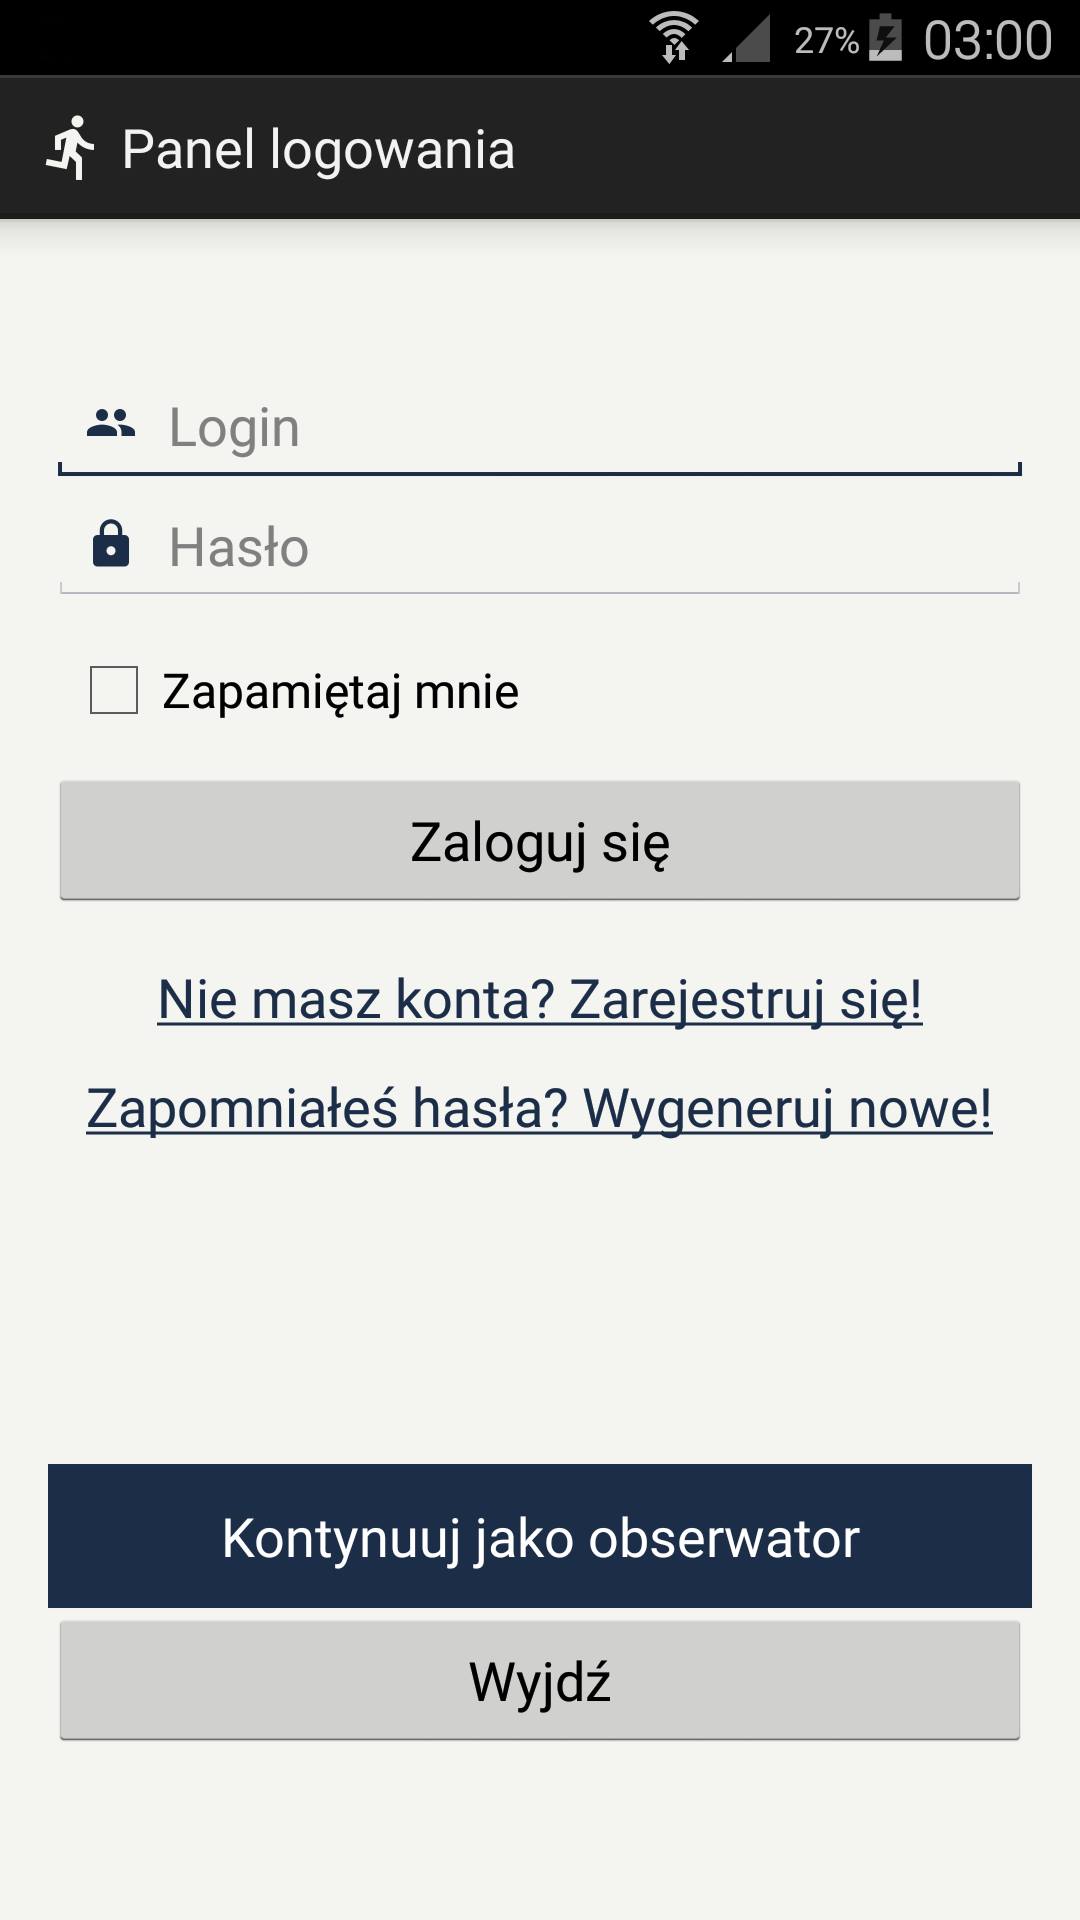 27% 03:00
Panel logowania
Login
Hasło
Zapamiętaj mnie
Zaloguj się
Nie masz konta? Zarejestruj się!
Zapomniałeś hasła? Wygeneruj nowe!
Kontynuuj jako obserwator
Wyjdź